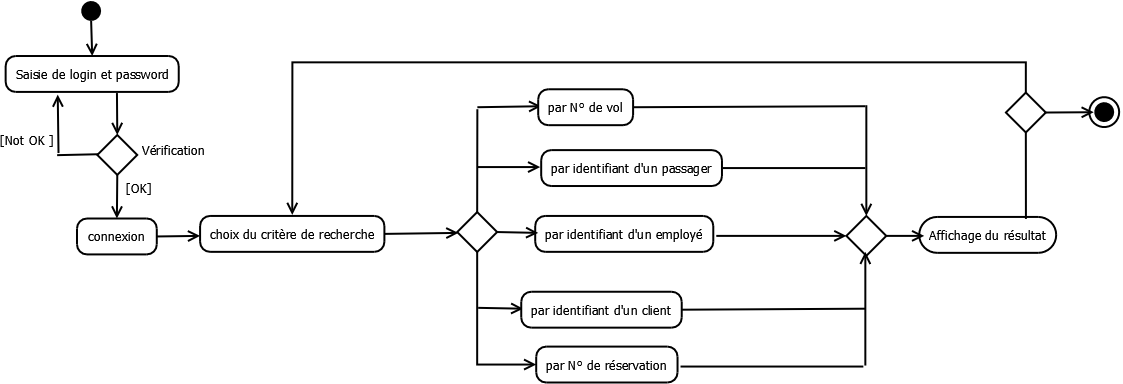 Saisie de login et password
[Not OK ]
Vérification
[OK]
connexion
choix du critère de recherche
par N° de vol
par identifiant d'un passager
par identifiant d'un employé
par identifiant d'un client
par N° de réservation
Affichage du résultat